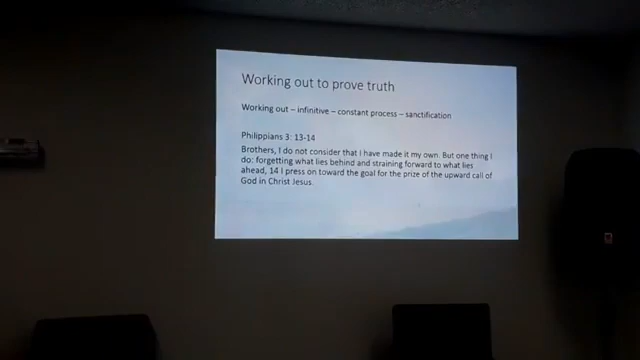 Working out to prove truth
Working out – infinitive – constant process – sanctification
Philippians 3: 13-14
Brothers, I do not consider that I have made it my own. But one thing I
do: forgetting what lies behind and straining forward to what lies
ahead, 14 I press on toward the goal for the prize of the upward call of
God in Christ Jesus.